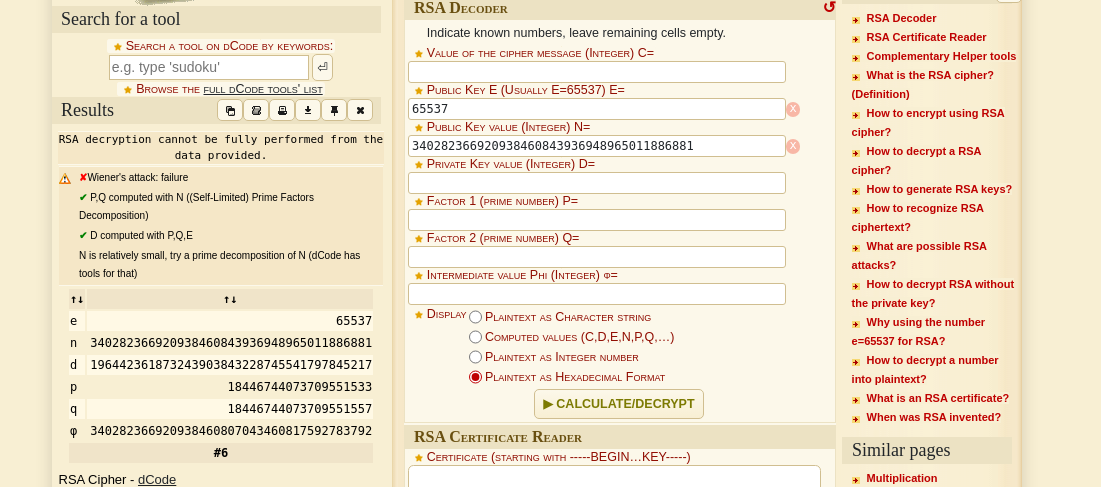 Search for a tool
Search a tool on dCode by keywords:
e.g. type 'sudoku'
Browse the full dCode tools' list
Results
RSA decryption cannot be fully performed from the
data provided.
✘Wiener's attack: failure
✔ P,Q computed with N ((Self-Limited) Prime Factors
Decomposition)
✔ D computed with P,Q,E
N is relatively small, try a prime decomposition of N (dCode has
tools for that)
↑↓ ↑↓
e 65537
n 340282366920938460843936948965011886881
d 196442361873243903843228745541797845217
p 18446744073709551533
q 18446744073709551557
φ 340282366920938460807043460817592783792
#6
RSA Cipher - dCode
RSA Decoder
Indicate known numbers, leave remaining cells empty.
Value of the cipher message (Integer) C=
Public Key E (Usually E=65537) E=
65537
X
Public Key value (Integer) N=
340282366920938460843936948965011886881
X
Private Key value (Integer) D=
Factor 1 (prime number) P=
Factor 2 (prime number) Q=
Intermediate value Phi (Integer) φ=
Display
Plaintext as Character string
Computed values (C,D,E,N,P,Q,...)
Plaintext as Integer number
Plaintext as Hexadecimal Format
▶ CALCULATE/DECRYPT
RSA Certificate Reader
Certificate (starting with -----BEGIN...KEY-----)
RSA Decoder
RSA Certificate Reader
Complementary Helper tools
What is the RSA cipher?
(Definition)
How to encrypt using RSA
cipher?
How to decrypt a RSA
cipher?
How to generate RSA keys?
How to recognize RSA
ciphertext?
What are possible RSA
attacks?
How to decrypt RSA without
the private key?
Why using the number
e=65537 for RSA?
How to decrypt a number
into plaintext?
What is an RSA certificate?
When was RSA invented?
Similar pages
Multiplication